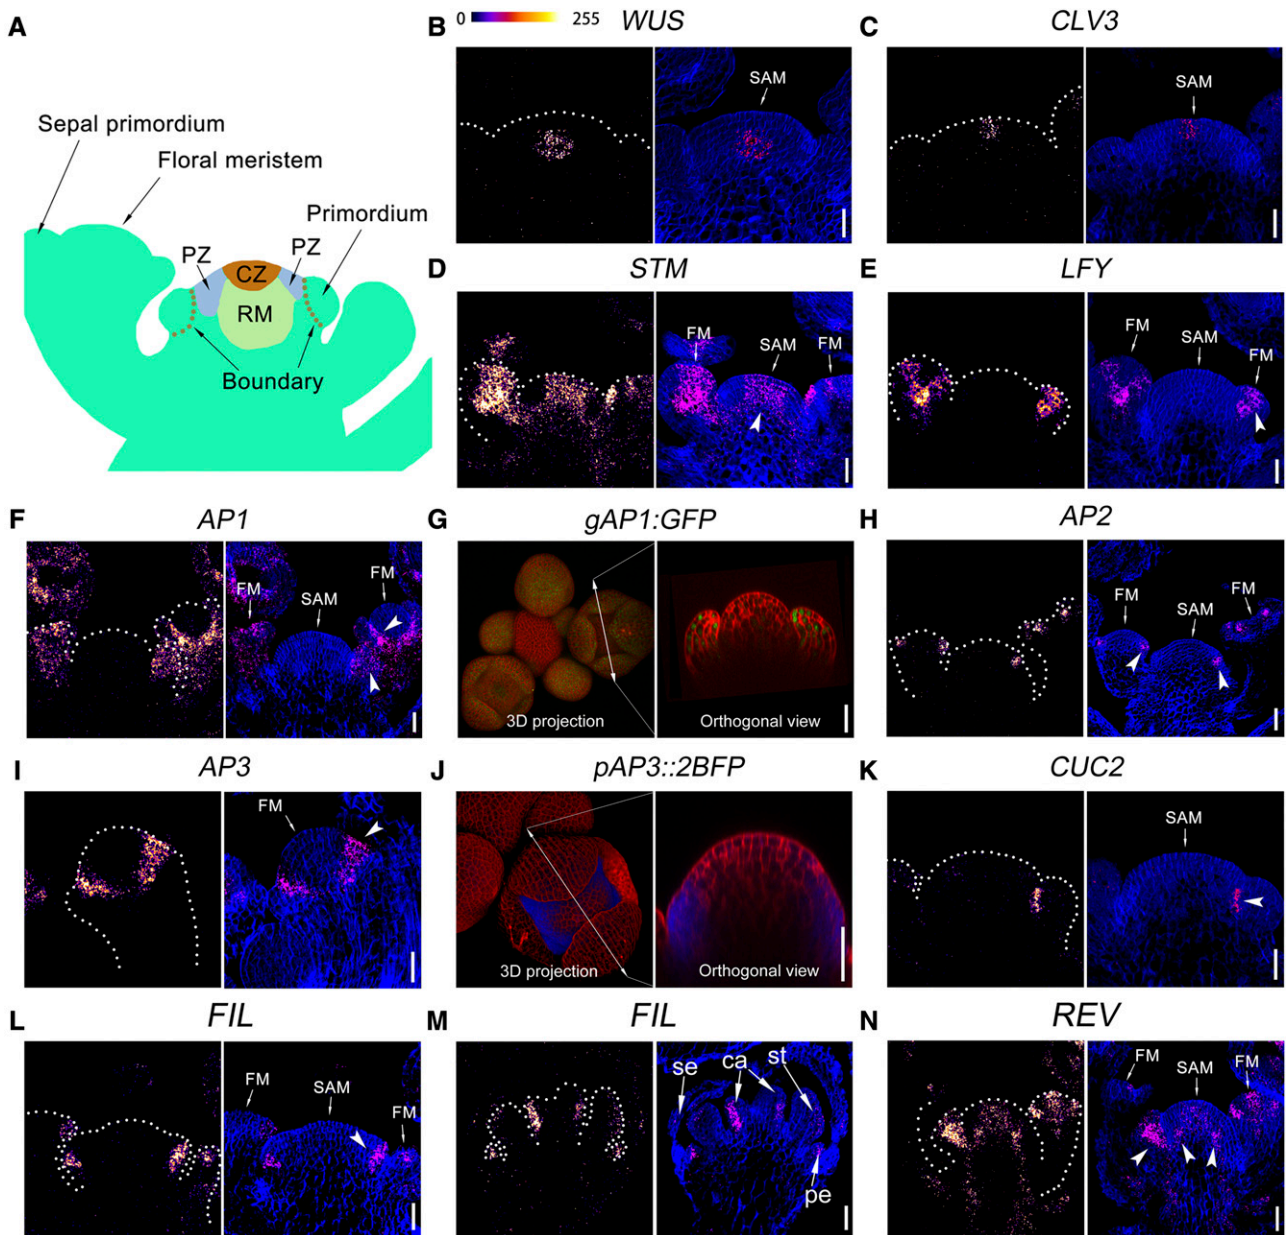 A
Sepal primordium
Floral meristem
Primordium
PZ
PZ
CZ
RM
Boundary
B
0
255
WUS
SAM
C
CLV3
SAM
D
STM
FM
SAM
FM
E
LFY
FM
SAM
FM
F
AP1
FM
SAM
FM
G
gAP1:GFP
3D projection
Orthogonal view
H
AP2
FM
SAM
FM
I
AP3
FM
J
pAP3::2BFP
3D projection
Orthogonal view
K
CUC2
SAM
L
FIL
FM
SAM
FM
M
FIL
se
ca
st
pe
N
REV
FM
SAM
FM